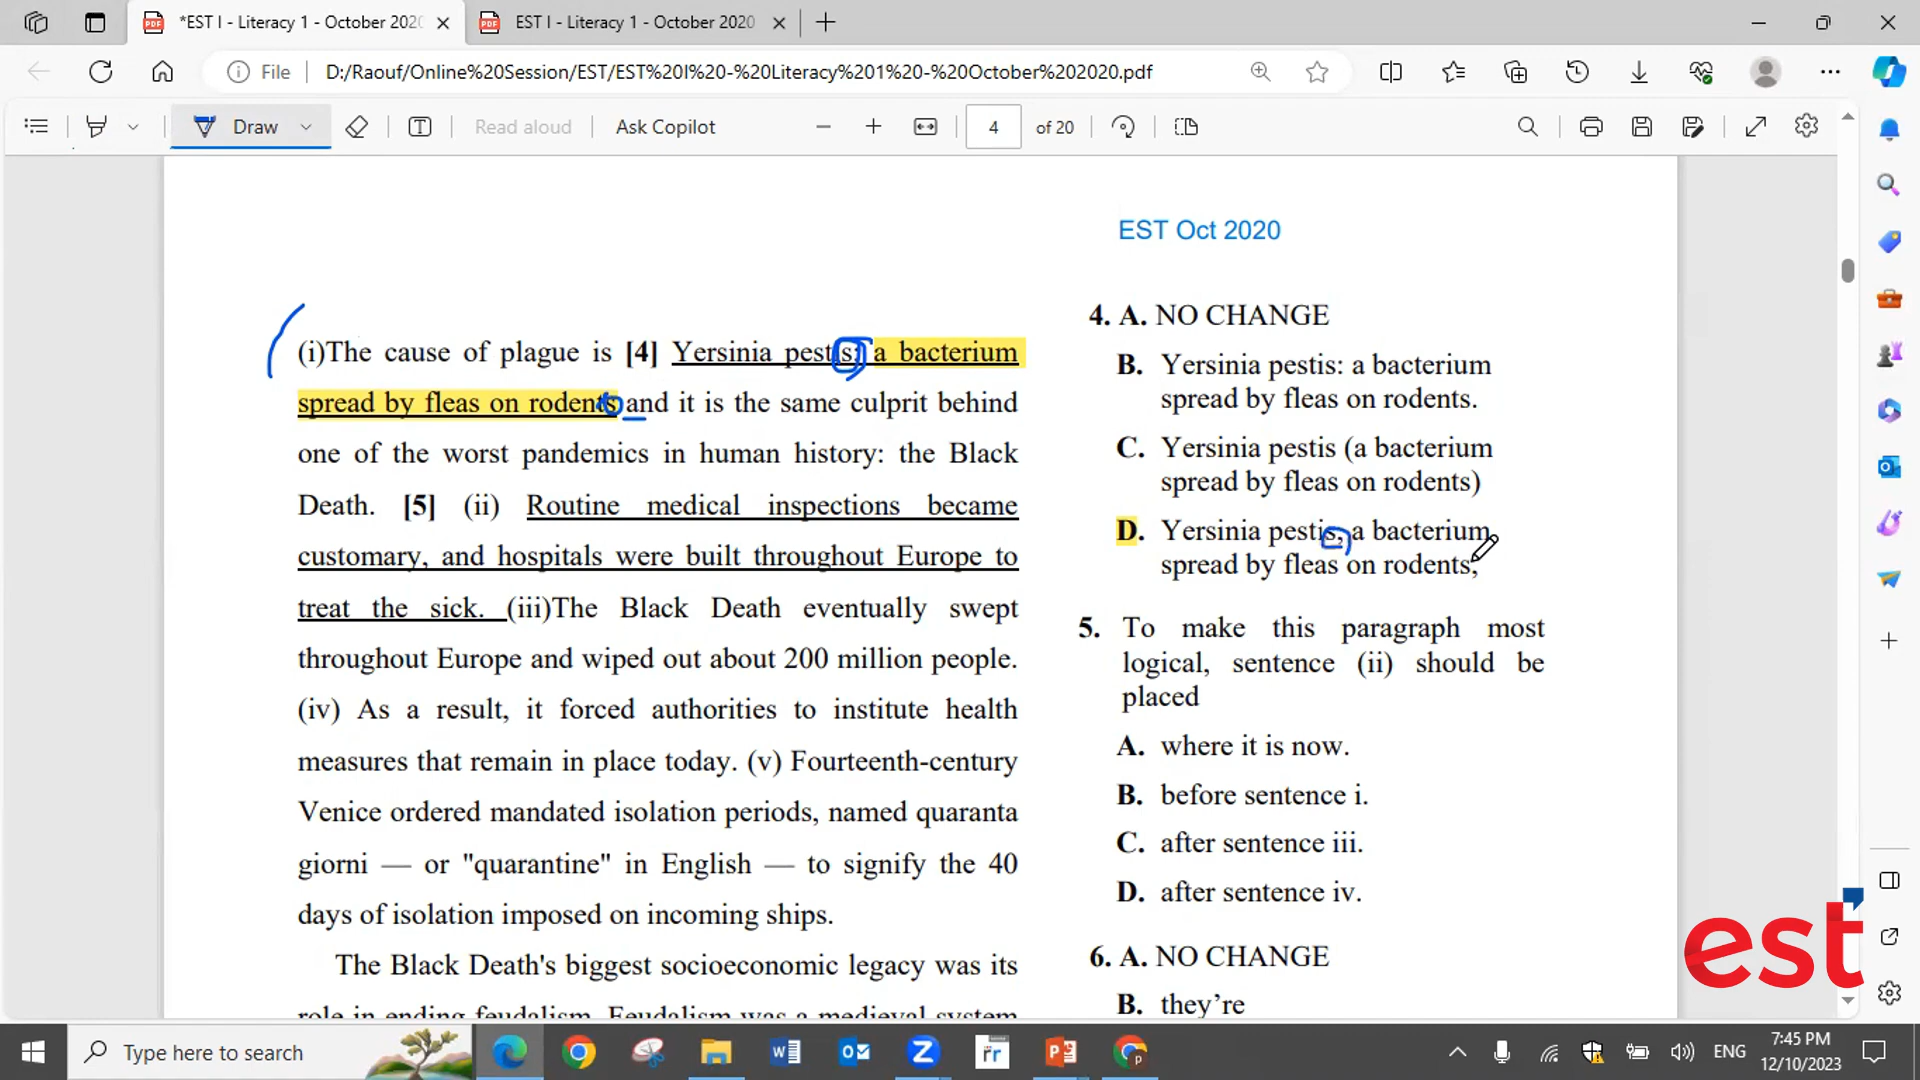 *EST I - Literacy 1 - October 202
EST I - Literacy 1 - October 2020
File
D:/Raouf/Online%20Session/EST/EST%20I%20-%20Literacy%201%20-%20October%202020.pdf
Draw
Read aloud
Ask Copilot
4
of 20
EST Oct 2020
(i)The cause of plague is [4] Yersinia pestis; a bacterium
spread by fleas on rodents and it is the same culprit behind
one of the worst pandemics in human history: the Black
Death. [5] (ii) Routine medical inspections became
customary, and hospitals were built throughout Europe to
treat the sick. (iii)The Black Death eventually swept
throughout Europe and wiped out about 200 million people.
(iv) As a result, it forced authorities to institute health
measures that remain in place today. (v) Fourteenth-century
Venice ordered mandated isolation periods, named quaranta
giorni — or "quarantine" in English — to signify the 40
days of isolation imposed on incoming ships.
The Black Death's biggest socioeconomic legacy was its
role in ending feudalism. Feudalism was a medieval system
4. A. NO CHANGE
B. Yersinia pestis: a bacterium
spread by fleas on rodents.
C. Yersinia pestis (a bacterium
spread by fleas on rodents)
D. Yersinia pestis, a bacterium
spread by fleas on rodents,
5. To make this paragraph most
logical, sentence (ii) should be
placed
A. where it is now.
B. before sentence i.
C. after sentence iii.
D. after sentence iv.
6. A. NO CHANGE
B. they're
est
Type here to search
ENG
7:45 PM
12/10/2023